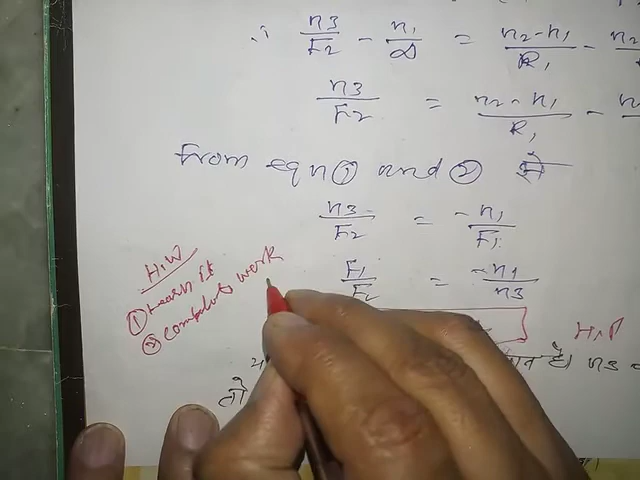 ∴ n3/F2 - n1/∞ = n2-n1/R1 - n2
n3/F2 = n2-n1/R1 -
From eqn ① and ② से
n3/F2 = -n1/F1
F1/F2 = -n1/n3
H.W
① Learn it
② complete work
H.P
है। n3
तो